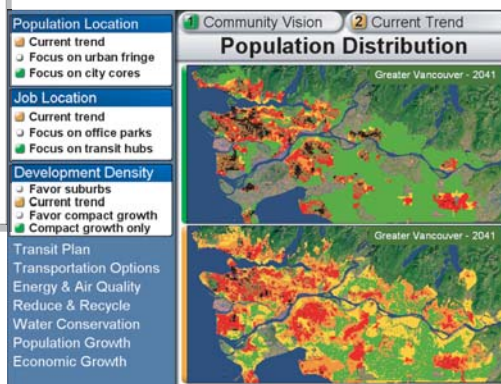 Population Location
Current trend
Focus on urban fringe
Focus on city cores
Job Location
Current trend
Focus on office parks
Focus on transit hubs
Development Density
Favor suburbs
Current trend
Favor compact growth
Compact growth only
Transit Plan
Transportation Options
Energy & Air Quality
Reduce & Recycle
Water Conservation
Population Growth
Economic Growth
1 Community Vision
2 Current Trend
Population Distribution
Greater Vancouver - 2041
Greater Vancouver - 2041